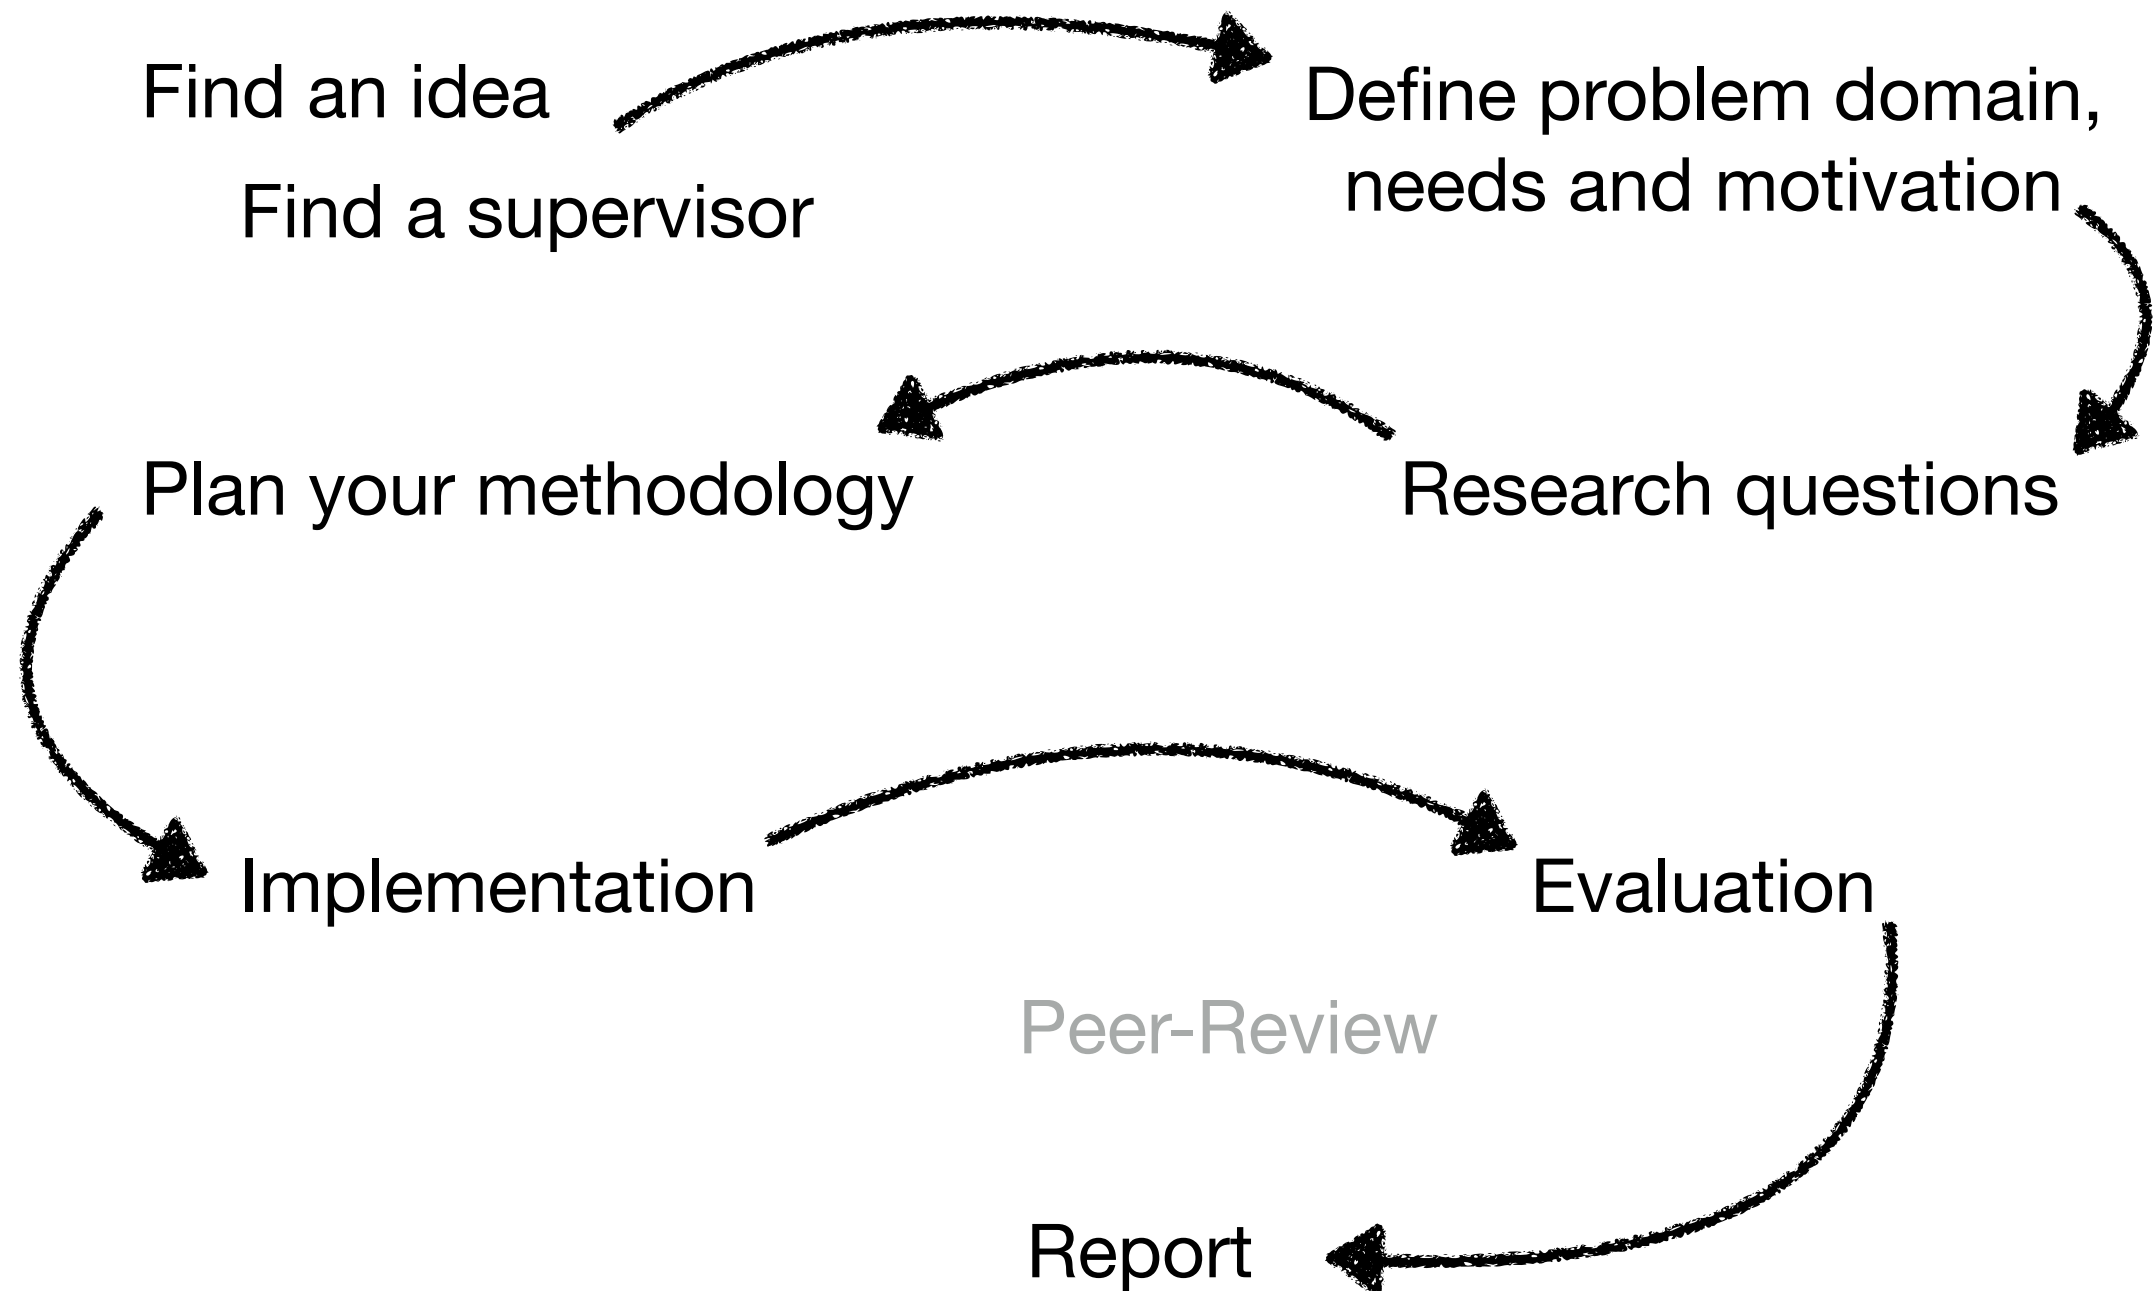 Find an idea
Find a supervisor
Define problem domain,
needs and motivation
Research questions
Plan your methodology
Implementation
Evaluation
Peer-Review
Report